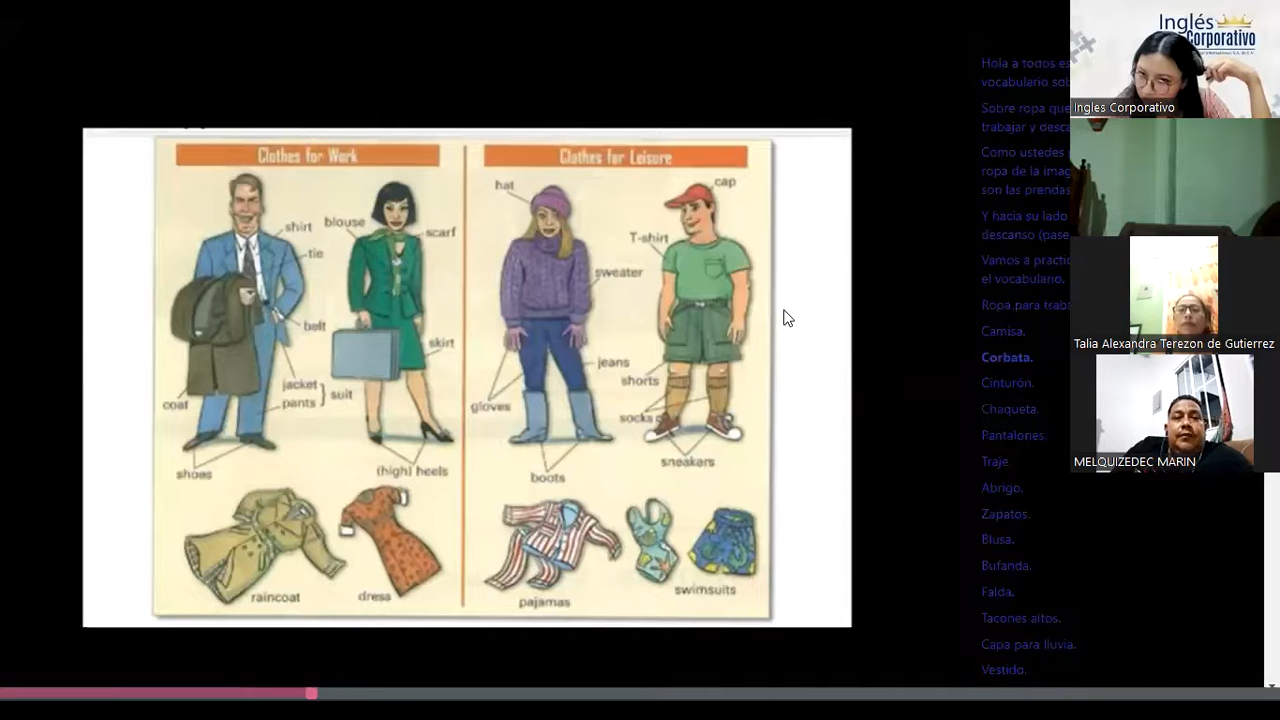 Clothes for Work
Clothes for Leisure
shirt
blouse
scarf
tie
belt
skirt
jacket
pants
suit
coat
shoes
(high) heels
raincoat
dress
hat
cap
T-shirt
sweater
jeans
shorts
gloves
socks
sneakers
boots
pajamas
swimsuits
Hola a todos
vocabulario
Sobre ropa que
trabajar y
Como ustedes
ropa de la
son las prendas
Y hacia su lado
descanso
Vamos a
el vocabulario.
Ropa para
Camisa.
Corbata.
Cinturón.
Chaqueta.
Pantalones.
Traje.
Abrigo.
Zapatos.
Blusa.
Bufanda.
Falda.
Tacones altos.
Capa para lluvia.
Vestido.
Inglés
Corporativo
Ingles Corporativo
Talia Alexandra Terezon de Gutierrez
MELQUIZEDEC MARIN